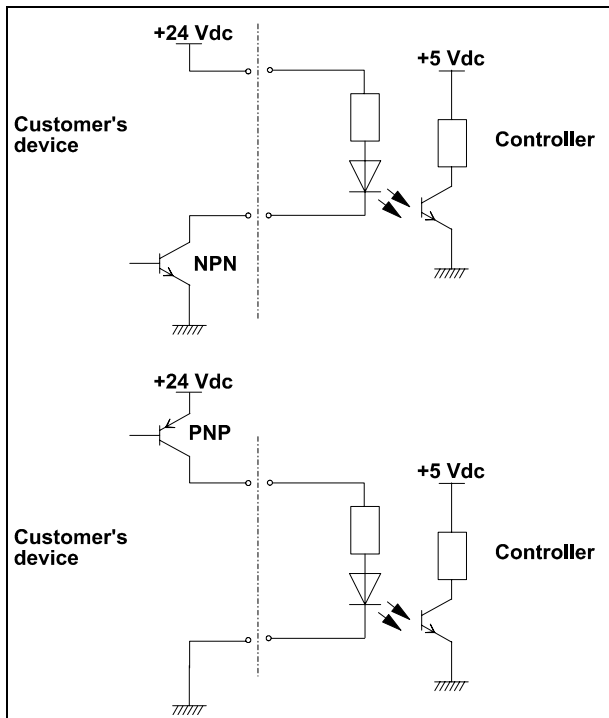 +24 Vdc
+5 Vdc
Customer's
device
Controller
NPN
+24 Vdc
PNP
+5 Vdc
Customer's
device
Controller